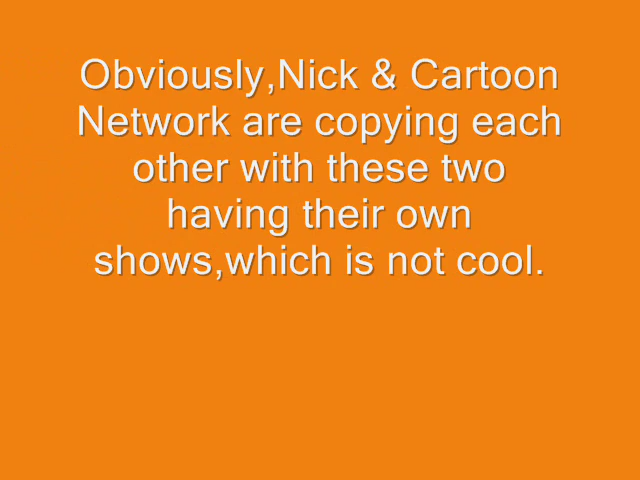 Obviously,Nick & Cartoon
Network are copying each
other with these two
having their own
shows,which is not cool.